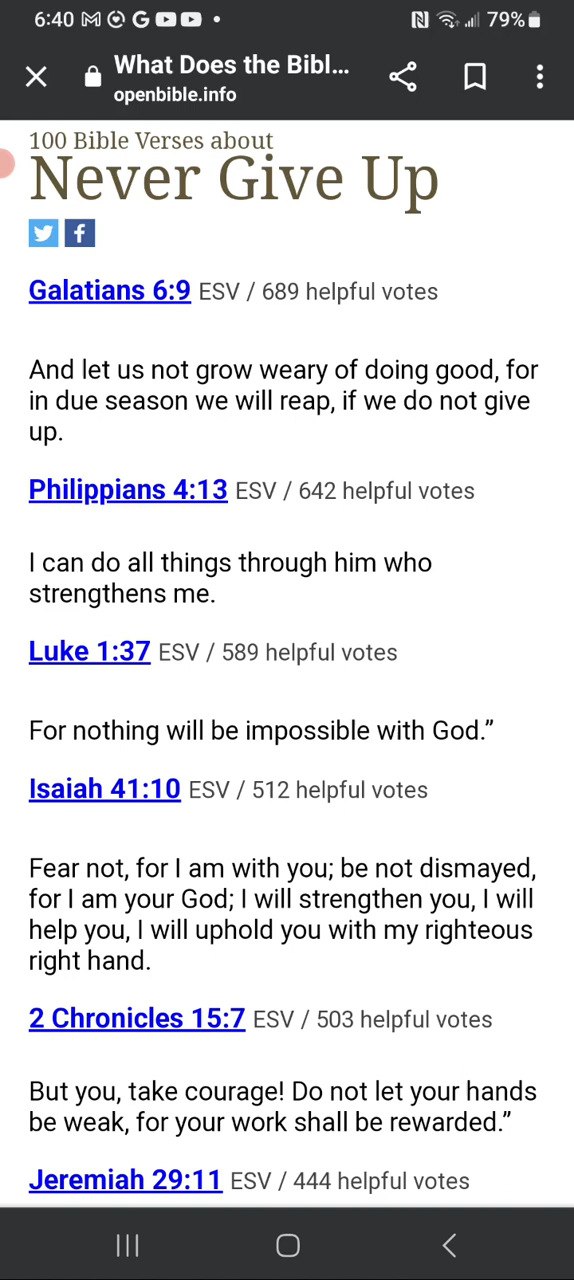 6:40 79%
What Does the Bibl...
openbible.info
100 Bible Verses about
Never Give Up
Galatians 6:9 ESV / 689 helpful votes
And let us not grow weary of doing good, for
in due season we will reap, if we do not give
up.
Philippians 4:13 ESV / 642 helpful votes
I can do all things through him who
strengthens me.
Luke 1:37 ESV / 589 helpful votes
For nothing will be impossible with God.”
Isaiah 41:10 ESV / 512 helpful votes
Fear not, for I am with you; be not dismayed,
for I am your God; I will strengthen you, I will
help you, I will uphold you with my righteous
right hand.
2 Chronicles 15:7 ESV / 503 helpful votes
But you, take courage! Do not let your hands
be weak, for your work shall be rewarded.”
Jeremiah 29:11 ESV / 444 helpful votes